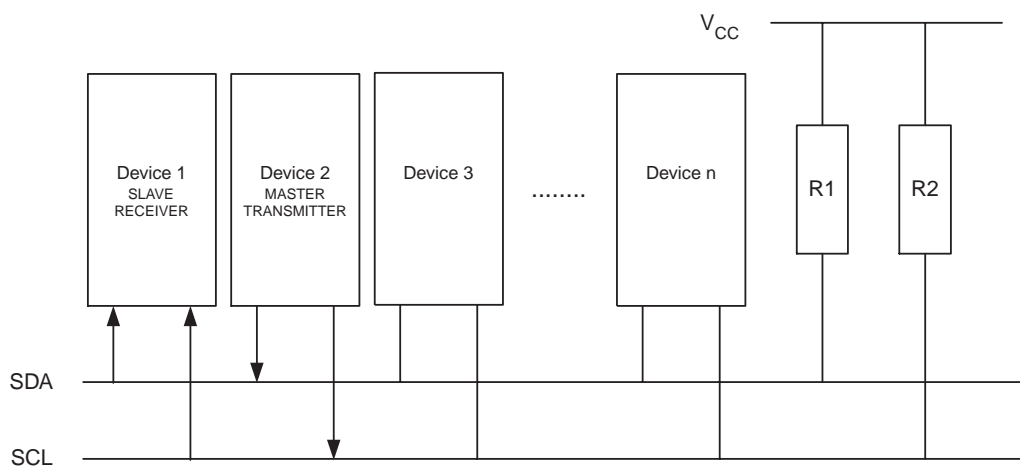 V_CC
Device 1
SLAVE
RECEIVER
Device 2
MASTER
TRANSMITTER
Device 3
........
Device n
R1
R2
SDA
SCL